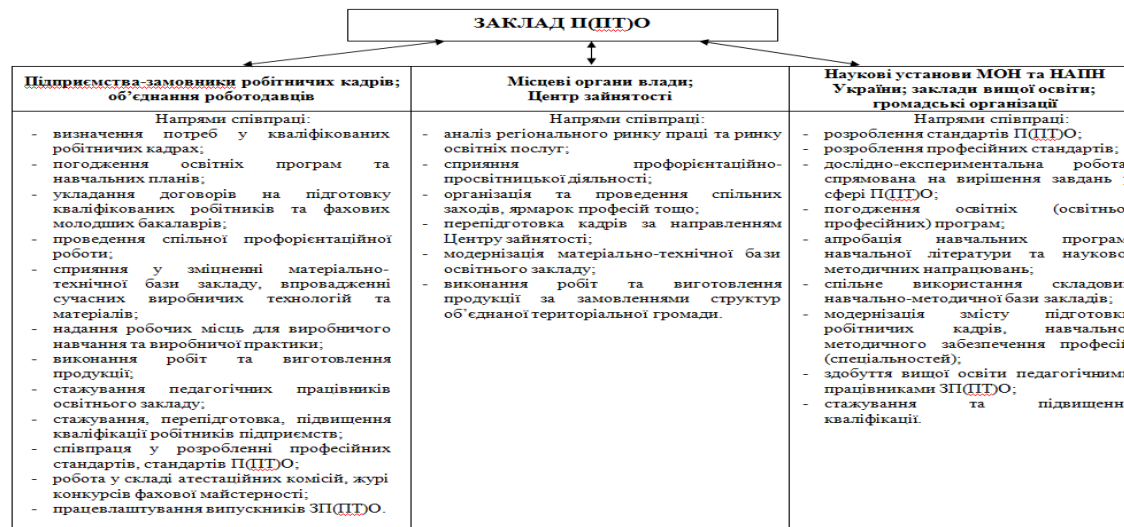 ЗАКЛАД П(ПТ)О
Підприємства-замовники робітничих кадрів;
об’єднання роботодавців
Напрями співпраці:
- визначення потреб у кваліфікованих
робітничих кадрах;
- погодження освітніх програм та
навчальних планів;
- укладання договорів на підготовку
кваліфікованих робітників та фахових
молодших бакалаврів;
- проведення спільної профорієнтаційної
роботи;
- сприяння у зміцненні матеріально-
технічної бази закладу, впровадженні
сучасних виробничих технологій та
матеріалів;
- надання робочих місць для виробничого
навчання та виробничої практики;
- виконання робіт та виготовлення
продукції;
- стажування педагогічних працівників
освітнього закладу;
- стажування, перепідготовка, підвищення
кваліфікації робітників підприємств;
- співпраця у розробленні професійних
стандартів, стандартів П(ПТ)О;
- робота у складі атестаційних комісій, журі
конкурсів фахової майстерності;
- працевлаштування випускників ЗП(ПТ)О.
Місцеві органи влади;
Центр зайнятості
Напрями співпраці:
- аналіз регіонального ринку праці та ринку
освітніх послуг;
- сприяння профорієнтаційно-
просвітницької діяльності;
- організація та проведення спільних
заходів, ярмарок професій тощо;
- перепідготовка кадрів за направленням
Центру зайнятості;
- модернізація матеріально-технічної бази
освітнього закладу;
- виконання робіт та виготовлення
продукції за замовленнями структур
об’єднаної територіальної громади.
Наукові установи МОН та НАПН
України; заклади вищої освіти;
громадські організації
Напрями співпраці:
- розроблення стандартів П(ПТ)О;
- розроблення професійних стандартів;
- дослідно-експериментальна робота,
спрямована на вирішення завдань у
сфері П(ПТ)О;
- погодження освітніх (освітньо-
професійних) програм;
- апробація навчальних програм,
навчальної літератури та науково-
методичних напрацювань;
- спільне використання складових
навчально-методичної бази закладів;
- модернізація змісту підготовки
робітничих кадрів, навчально-
методичного забезпечення професій
(спеціальностей);
- здобуття вищої освіти педагогічними
працівниками ЗП(ПТ)О;
- стажування та підвищення
кваліфікації.